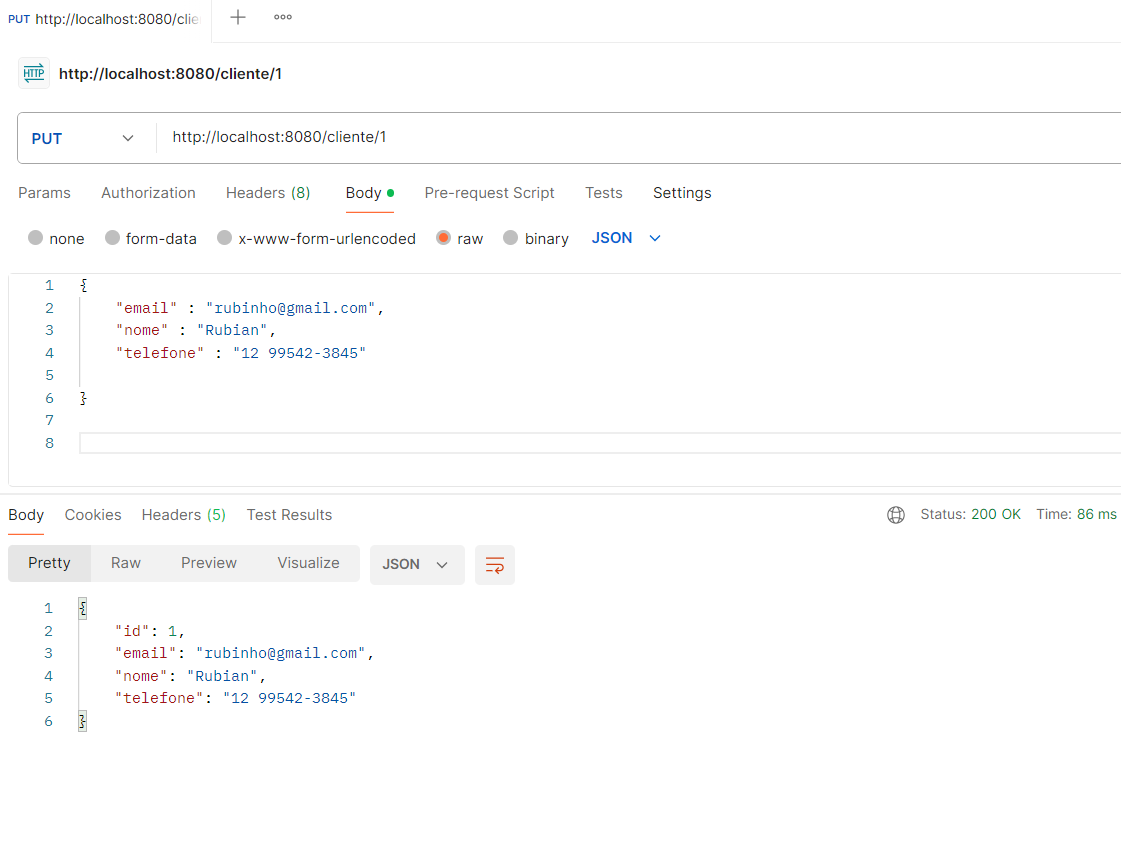 PUT http://localhost:8080/clie
HTTP http://localhost:8080/cliente/1
PUT http://localhost:8080/cliente/1
Params Authorization Headers (8) Body Pre-request Script Tests Settings
none form-data x-www-form-urlencoded raw binary JSON
1 {
2 "email" : "rubinho@gmail.com",
3 "nome" : "Rubian",
4 "telefone" : "12 99542-3845"
5
6 }
7
8
Body Cookies Headers (5) Test Results Status: 200 OK Time: 86 ms
Pretty Raw Preview Visualize JSON
1 {
2 "id": 1,
3 "email": "rubinho@gmail.com",
4 "nome": "Rubian",
5 "telefone": "12 99542-3845"
6 }